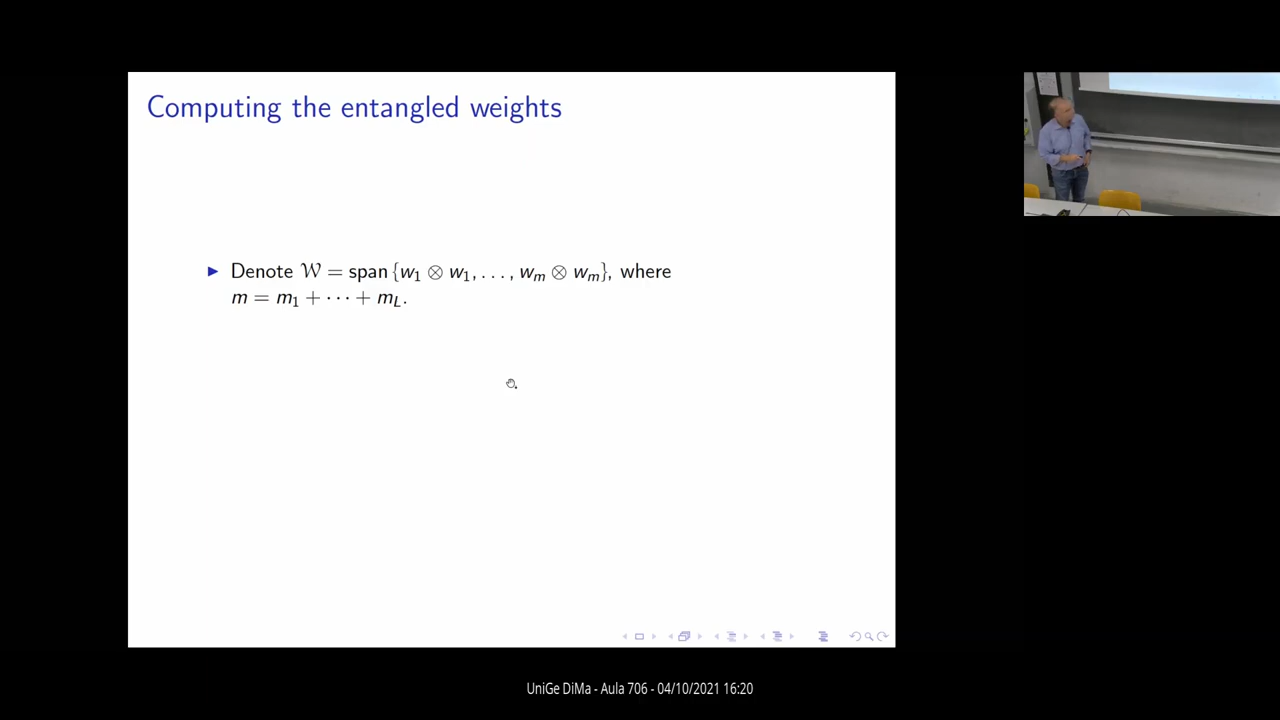 Computing the entangled weights
▶ Denote 𝒲 = span {w₁ ⊗ w₁, . . . , wₘ ⊗ wₘ}, where
m = m₁ + · · · + m_L.
UniGe DiMa - Aula 706 - 04/10/2021 16:20